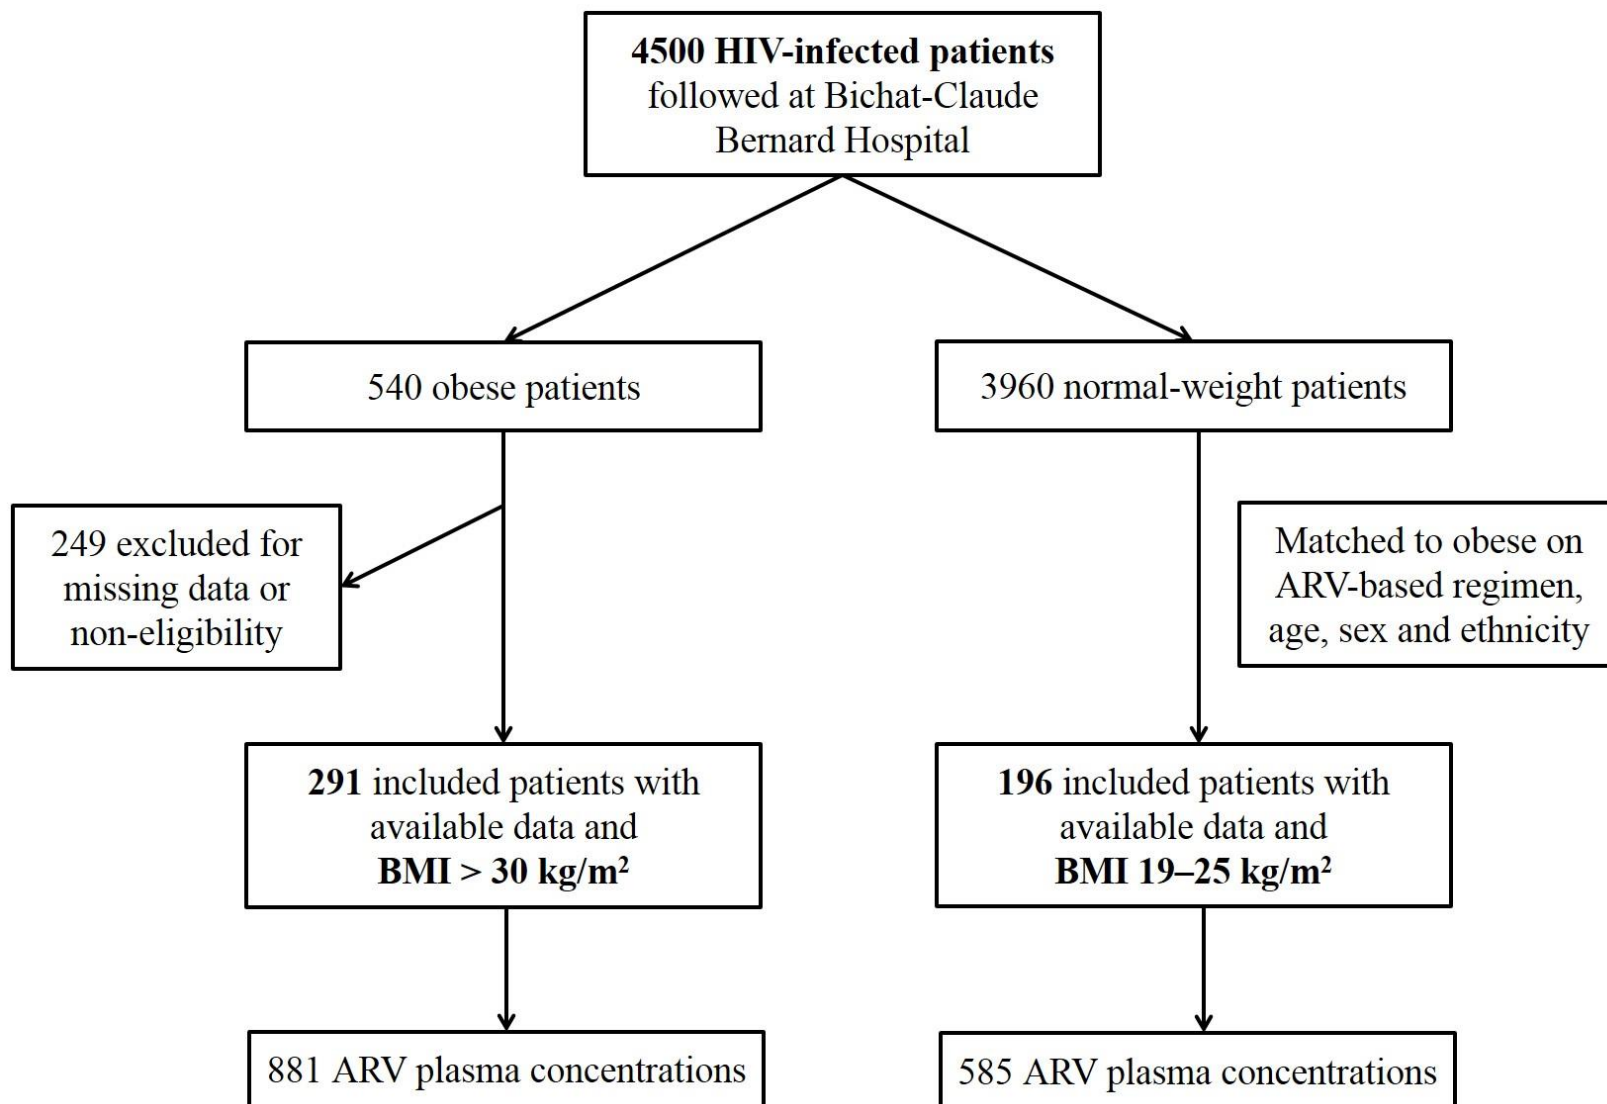 4500 HIV-infected patients
followed at Bichat-Claude
Bernard Hospital
540 obese patients
3960 normal-weight patients
249 excluded for
missing data or
non-eligibility
Matched to obese on
ARV-based regimen,
age, sex and ethnicity
291 included patients with
available data and
BMI > 30 kg/m²
196 included patients with
available data and
BMI 19–25 kg/m²
881 ARV plasma concentrations
585 ARV plasma concentrations